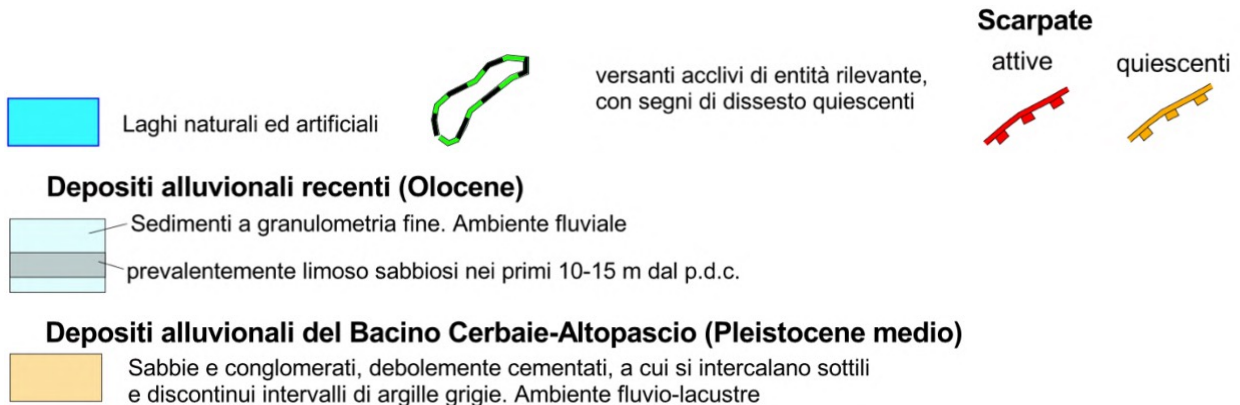 Scarpate
attive
quiescenti
versanti acclivi di entità rilevante,
con segni di dissesto quiescenti
Laghi naturali ed artificiali
Depositi alluvionali recenti (Olocene)
Sedimenti a granulometria fine. Ambiente fluviale
prevalentemente limoso sabbiosi nei primi 10-15 m dal p.d.c.
Depositi alluvionali del Bacino Cerbaie-Altopascio (Pleistocene medio)
Sabbie e conglomerati, debolemente cementati, a cui si intercalano sottili
e discontinui intervalli di argille grigie. Ambiente fluvio-lacustre